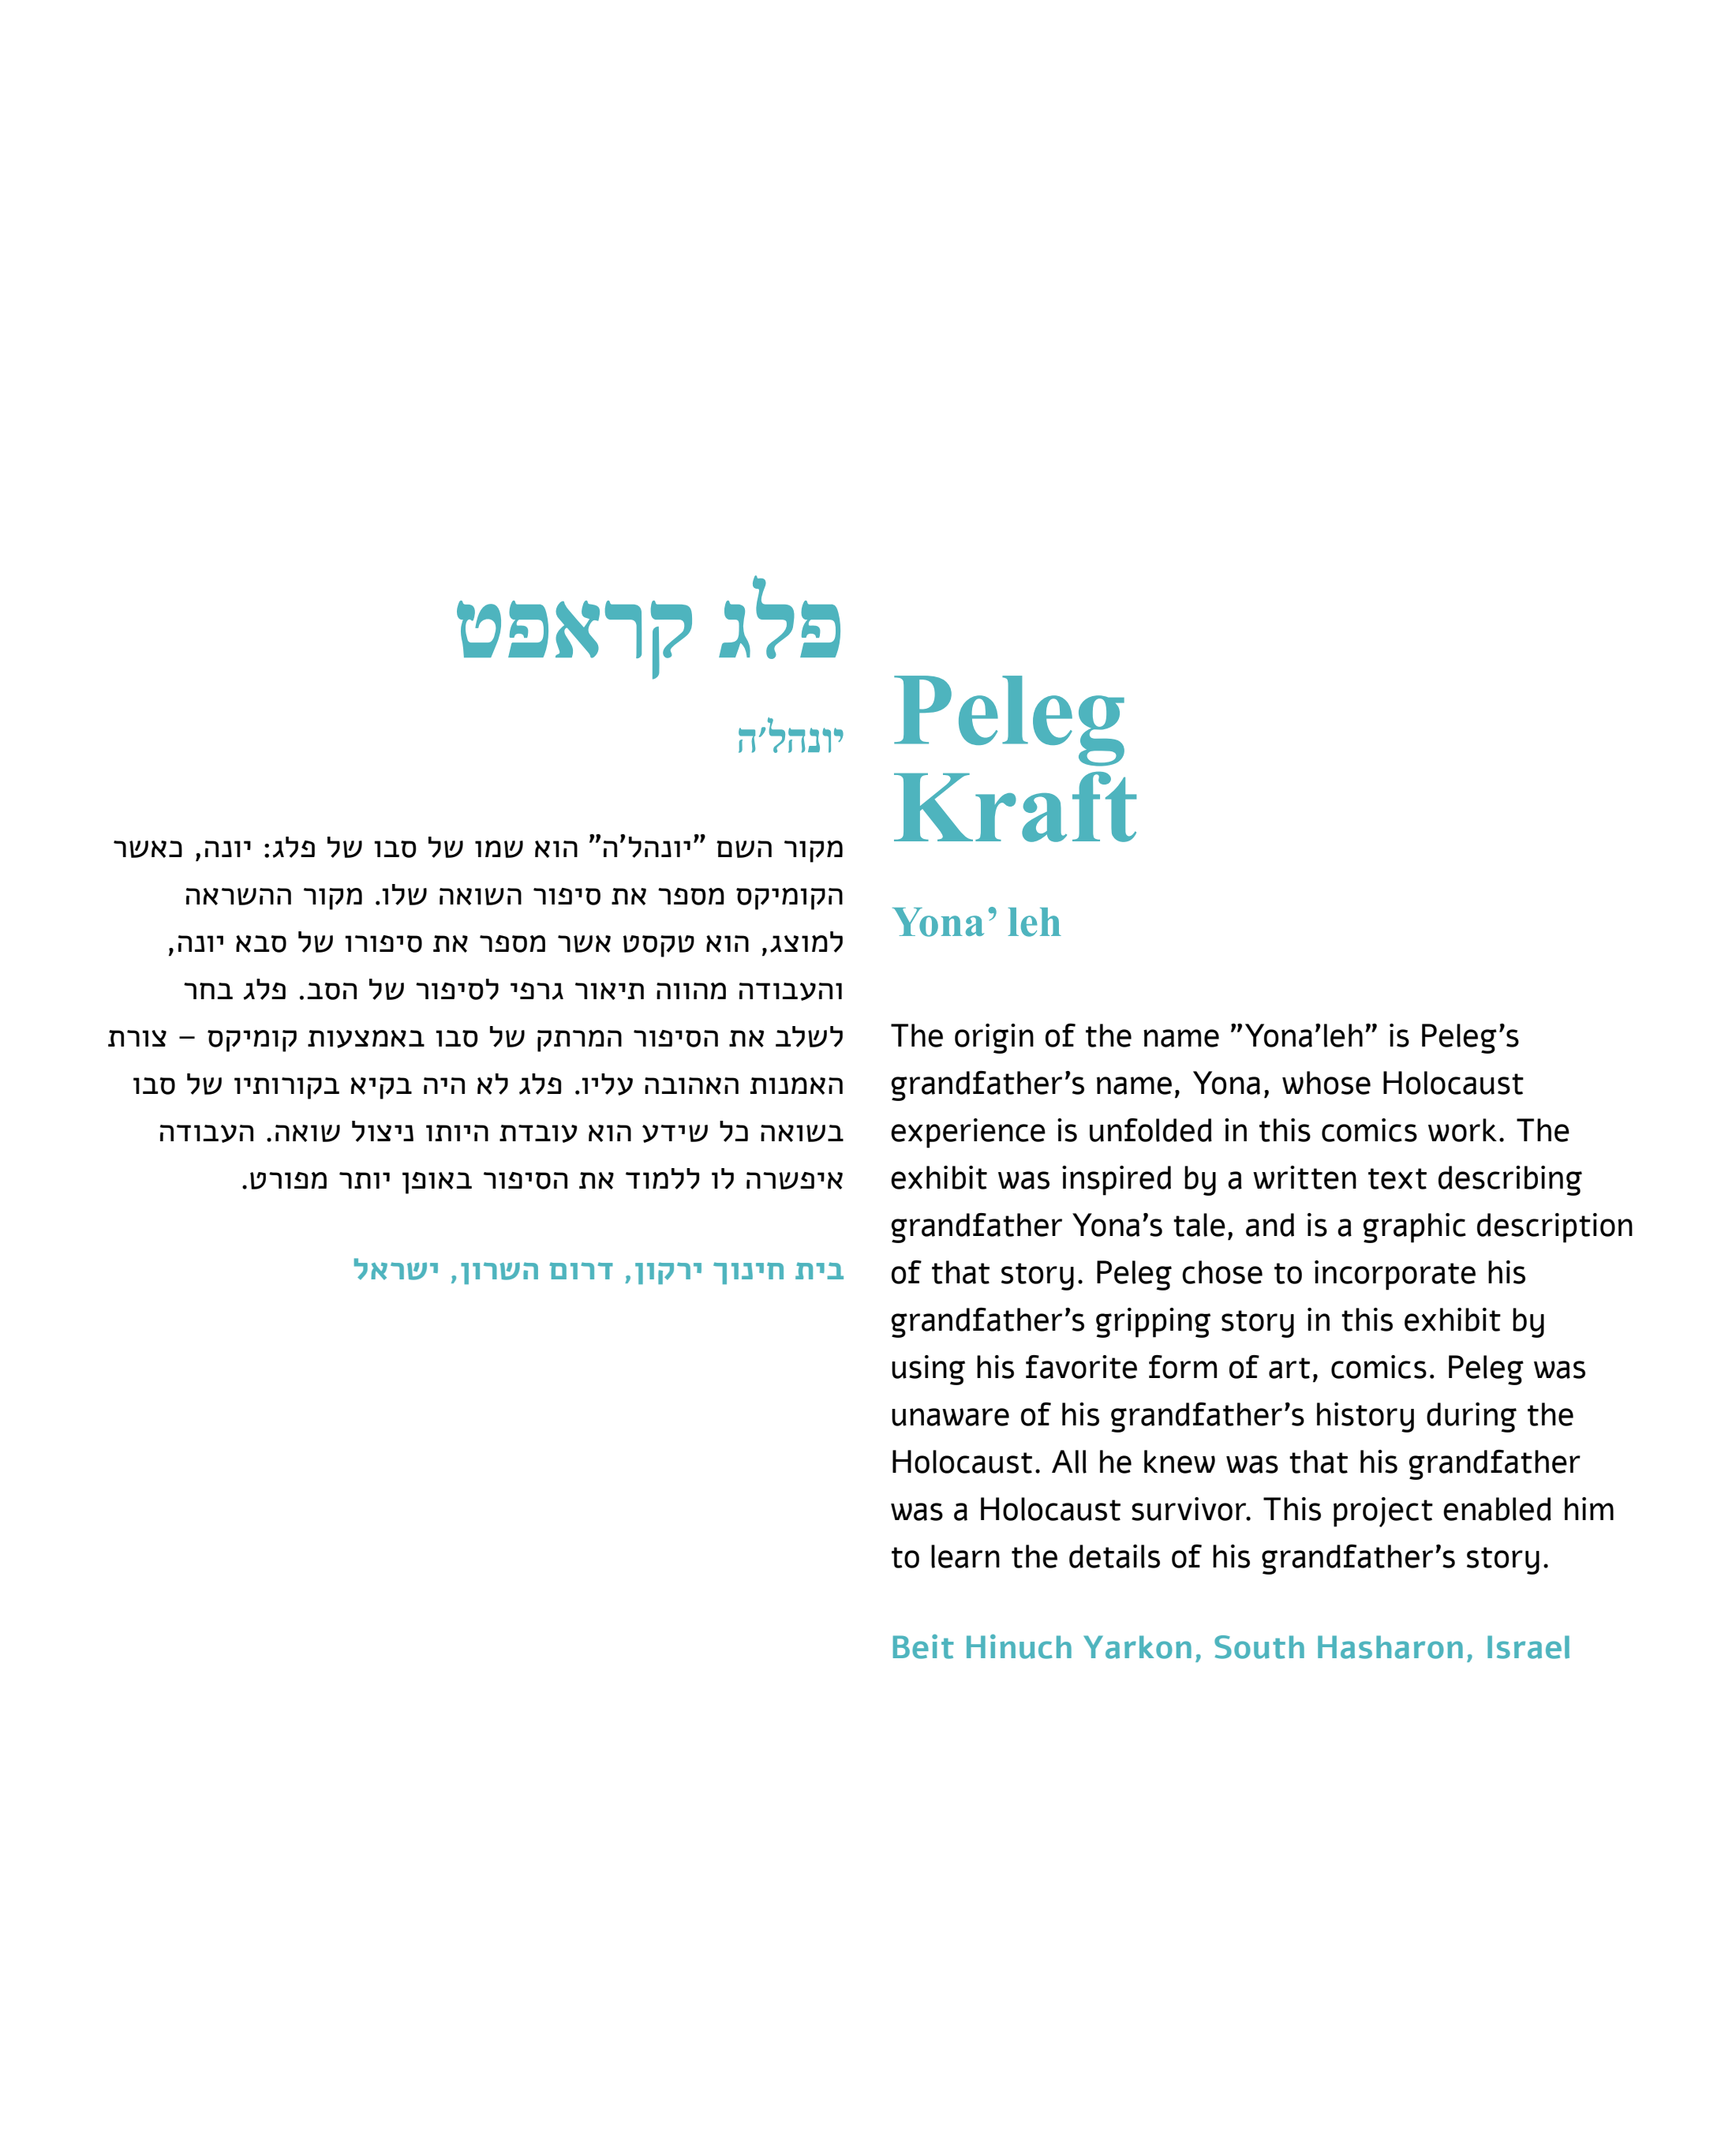 פלג קראפט
יונהל'ה
מקור השם "יונהל'ה" הוא שמו של סבו של פלג: יונה, כאשר
הקומיקס מספר את סיפור השואה שלו. מקור ההשראה
למוצג, הוא טקסט אשר מספר את סיפורו של סבא יונה,
והעבודה מהווה תיאור גרפי לסיפור של הסב. פלג בחר
לשלב את הסיפור המרתק של סבו באמצעות קומיקס – צורת
האמנות האהובה עליו. פלג לא היה בקיא בקורותיו של סבו
בשואה כל שידע הוא עובדת היותו ניצול שואה. העבודה
איפשרה לו ללמוד את הסיפור באופן יותר מפורט.
בית חינוך ירקון, דרום השרון, ישראל
Peleg
Kraft
Yona’ leh
The origin of the name ”Yona’leh” is Peleg’s
grandfather’s name, Yona, whose Holocaust
experience is unfolded in this comics work. The
exhibit was inspired by a written text describing
grandfather Yona’s tale, and is a graphic description
of that story. Peleg chose to incorporate his
grandfather’s gripping story in this exhibit by
using his favorite form of art, comics. Peleg was
unaware of his grandfather’s history during the
Holocaust. All he knew was that his grandfather
was a Holocaust survivor. This project enabled him
to learn the details of his grandfather’s story.
Beit Hinuch Yarkon, South Hasharon, Israel